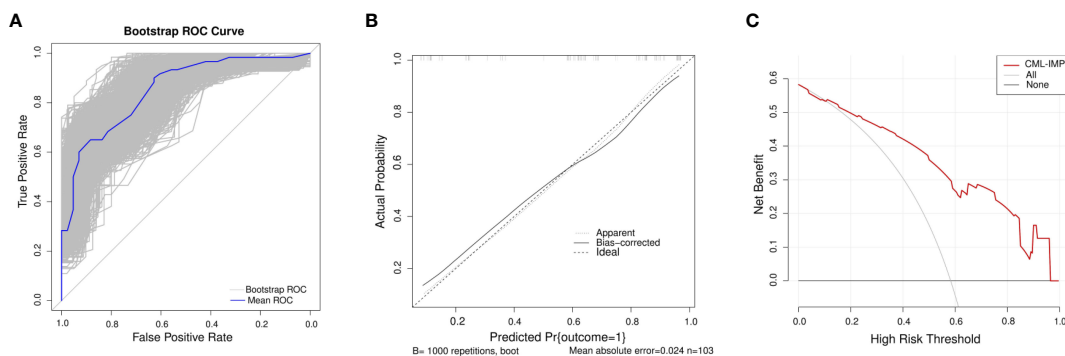 A
Bootstrap ROC Curve
True Positive Rate
1.0
0.8
0.6
0.4
0.2
0.0
Bootstrap ROC
Mean ROC
1.0 0.8 0.6 0.4 0.2 0.0
False Positive Rate
B
Actual Probability
1.0
0.8
0.6
0.4
0.2
Apparent
Bias-corrected
Ideal
0.2 0.4 0.6 0.8 1.0
Predicted Pr{outcome=1}
B= 1000 repetitions, boot Mean absolute error=0.024 n=103
C
Net Benefit
CML-IMP
All
None
0.6
0.5
0.4
0.3
0.2
0.1
0.0
0.0 0.2 0.4 0.6 0.8 1.0
High Risk Threshold